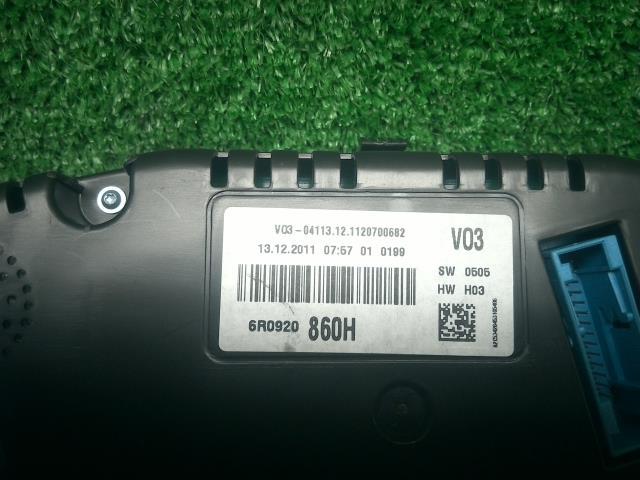 V03-04113.12.1120700682
13.12.2011 07:57 01 0199
V03
SW 0505
HW H03
6R0920 860H